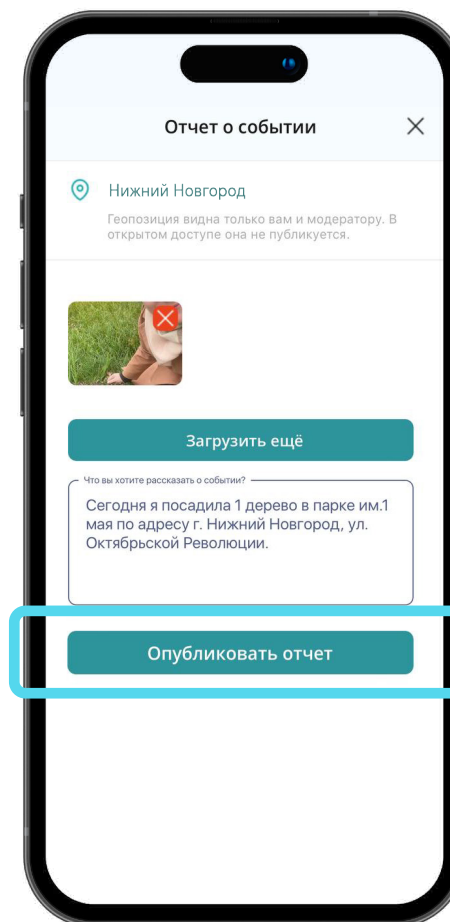 Отчет о событии
Нижний Новгород
Геопозиция видна только вам и модератору. В
открытом доступе она не публикуется.
Загрузить ещё
Что вы хотите рассказать о событии?
Сегодня я посадила 1 дерево в парке им.1
мая по адресу г. Нижний Новгород, ул.
Октябрьской Революции.
Опубликовать отчет